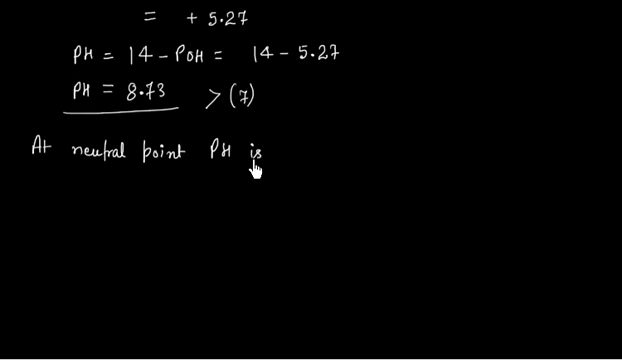 = + 5.27
PH = 14 - POH = 14 - 5.27
PH = 8.73 > (7)
At neutral point PH is